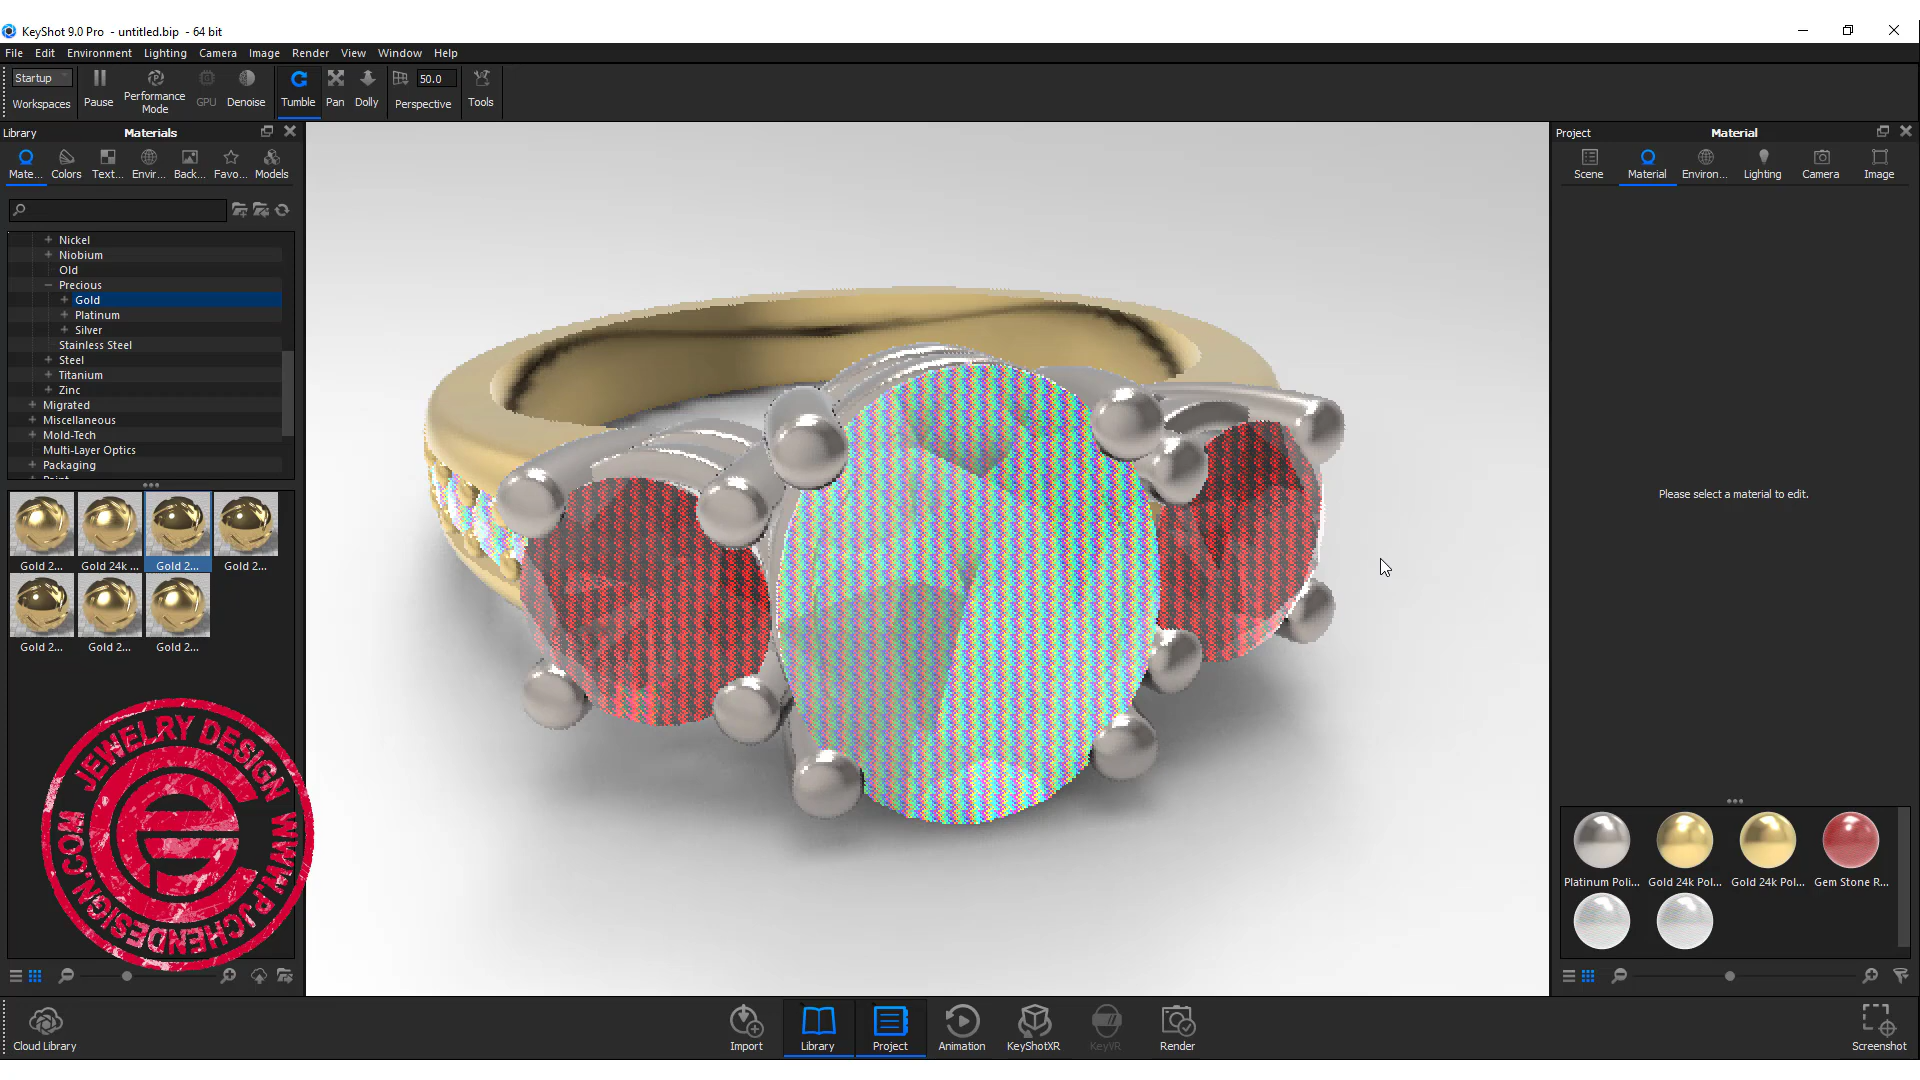 KeyShot 9.0 Pro - untitled.bip - 64 bit
File Edit Environment Lighting Camera Image Render View Window Help
Startup
Workspaces
Pause
Performance Mode
GPU
Denoise
Tumble
Pan
Dolly
50.0
Perspective
Tools
Library
Materials
Mate...
Colors
Text...
Envir...
Back...
Favo...
Models
Nickel
Niobium
Old
Precious
Gold
Platinum
Silver
Stainless Steel
Steel
Titanium
Zinc
Migrated
Miscellaneous
Mold-Tech
Multi-Layer Optics
Packaging
Gold 2...
Gold 24k ...
Gold 2...
Gold 2...
Gold 2...
Gold 2...
Gold 2...
JEWELRY DESIGN WWW.PJCHENDESIGN.COM
Project
Material
Scene
Material
Environ...
Lighting
Camera
Image
Please select a material to edit.
Platinum Poli...
Gold 24k Pol...
Gold 24k Pol...
Gem Stone R...
Cloud Library
Import
Library
Project
Animation
KeyShotXR
KeyVR
Render
Screenshot